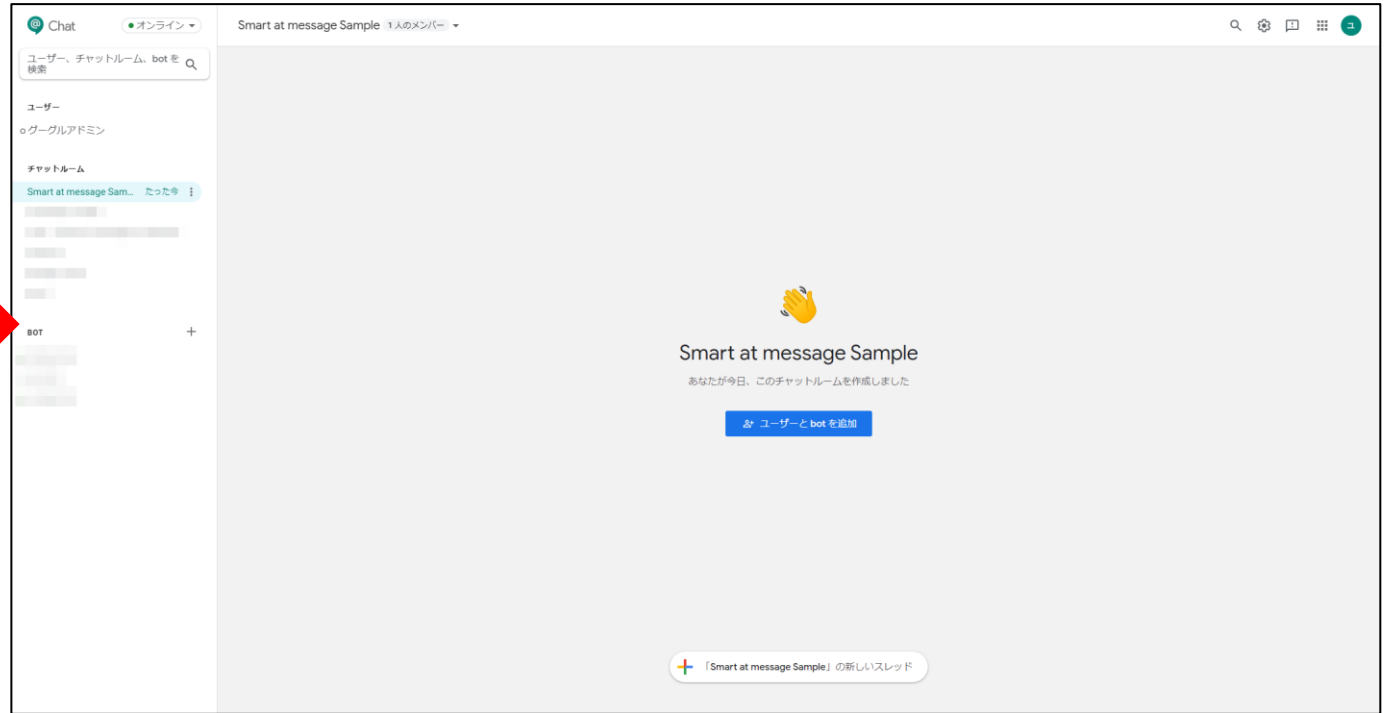 Chat
オンライン
Smart at message Sample 1 人のメンバー
ユ
ユーザー、チャットルーム、bot を
検索
ユーザー
グーグルアドミン
チャットルーム
Smart at message Sam... たった今
BOT
Smart at message Sample
あなたが今日、このチャットルームを作成しました
ユーザーと bot を追加
「Smart at message Sample」の新しいスレッド